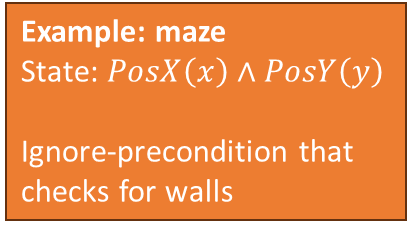 Example: maze
State: PosX(x) ∧ PosY(y)
Ignore-precondition that
checks for walls